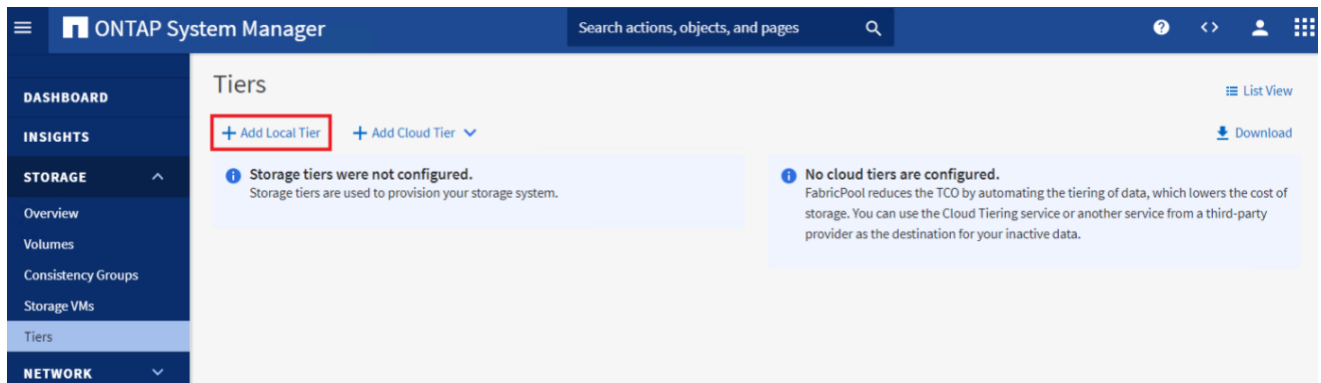 ONTAP System Manager
Search actions, objects, and pages
DASHBOARD
INSIGHTS
STORAGE
Overview
Volumes
Consistency Groups
Storage VMs
Tiers
NETWORK
Tiers
List View
Add Local Tier
Add Cloud Tier
Download
Storage tiers were not configured.
Storage tiers are used to provision your storage system.
No cloud tiers are configured.
FabricPool reduces the TCO by automating the tiering of data, which lowers the cost of
storage. You can use the Cloud Tiering service or another service from a third-party
provider as the destination for your inactive data.